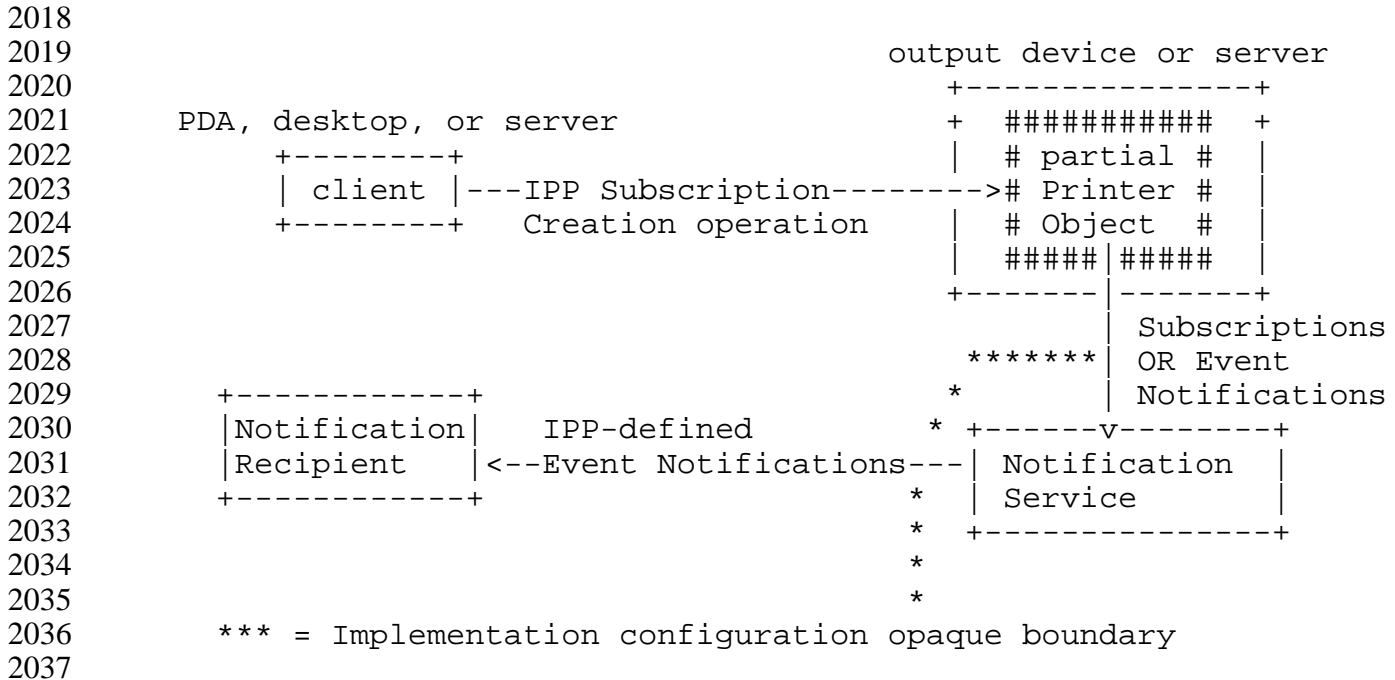 2018
2019 output device or server
2020 +---------------+
2021 PDA, desktop, or server + ########### +
2022 +--------+ | # partial # |
2023 | client |---IPP Subscription--------># Printer # |
2024 +--------+ Creation operation | # Object # |
2025 | #####|##### |
2026 +-------|-------+
2027 | Subscriptions
2028 *******| OR Event
2029 +------------+ * | Notifications
2030 |Notification| IPP-defined * +------v--------+
2031 |Recipient |<--Event Notifications---| Notification |
2032 +------------+ * | Service |
2033 * +---------------+
2034 *
2035 *
2036 *** = Implementation configuration opaque boundary
2037